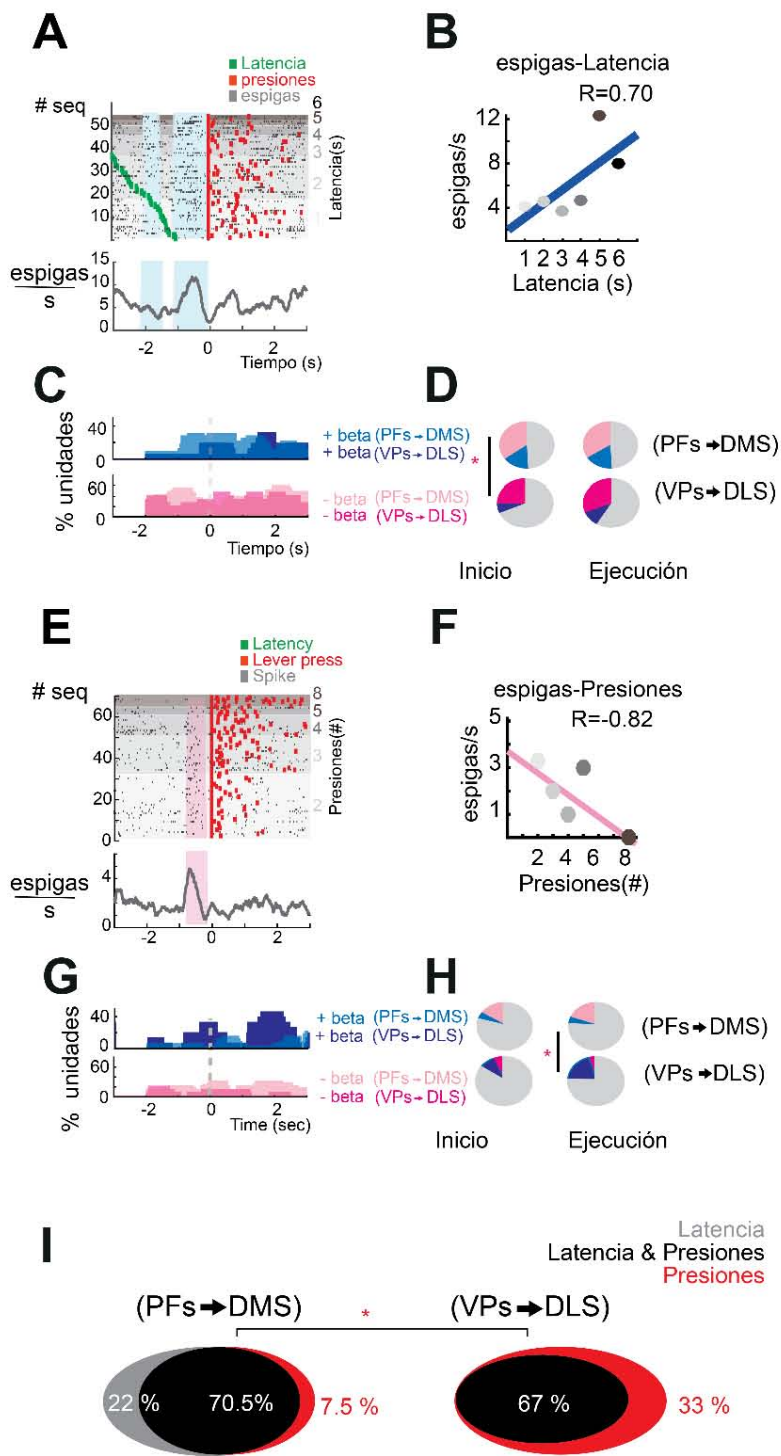 A
Latencia
presiones
espigas
# seq
50
40
30
20
10
0
6
5
4
3
2
1
Latencia(s)
espigas
s
15
10
5
0
-2
0
2
Tiempo (s)
B
espigas-Latencia
R=0.70
espigas/s
12
8
4
1 2 3 4 5 6
Latencia (s)
C
% unidades
40
0
60
0
+ beta (PFs→DMS)
+ beta (VPs→DLS)
- beta (PFs→DMS)
- beta (VPs→DLS)
-2 0 2
Tiempo (s)
D
*
(PFs→DMS)
(VPs→DLS)
Inicio
Ejecución
E
Latency
Lever press
Spike
# seq
60
40
20
0
8
5
4
3
2
Presiones(#)
espigas
s
4
2
0
-2 0 2
F
espigas-Presiones
R=-0.82
espigas/s
5
3
1
2 4 6 8
Presiones(#)
G
% unidades
40
0
60
0
+ beta (PFs→DMS)
+ beta (VPs→DLS)
- beta (PFs→DMS)
- beta (VPs→DLS)
-2 0 2
Time (sec)
H
*
(PFs→DMS)
(VPs→DLS)
Inicio
Ejecución
I
Latencia
Latencia & Presiones
Presiones
(PFs→DMS)
*
(VPs→DLS)
22 %
70.5%
7.5 %
67 %
33 %